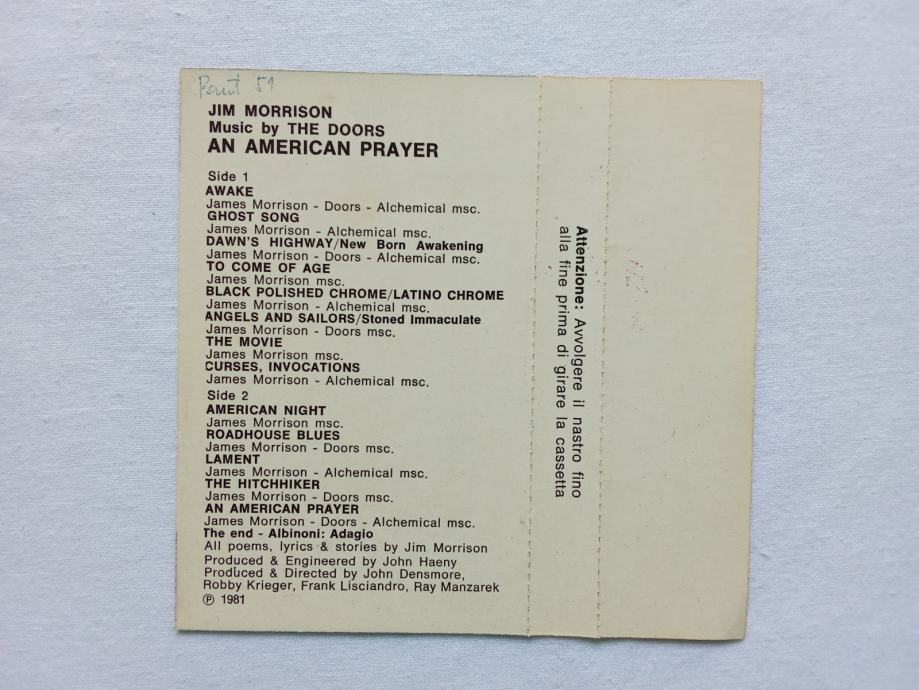 JIM MORRISON
Music by THE DOORS
AN AMERICAN PRAYER
Side 1
AWAKE
James Morrison - Doors - Alchemical msc.
GHOST SONG
James Morrison - Alchemical msc.
DAWN'S HIGHWAY/New Born Awakening
James Morrison - Doors - Alchemical msc.
TO COME OF AGE
James Morrison msc.
BLACK POLISHED CHROME/LATINO CHROME
James Morrison - Alchemical msc.
ANGELS AND SAILORS/Stoned Immaculate
James Morrison - Doors msc.
THE MOVIE
James Morrison msc.
CURSES, INVOCATIONS
James Morrison - Alchemical msc.
Side 2
AMERICAN NIGHT
James Morrison msc.
ROADHOUSE BLUES
James Morrison - Doors msc.
LAMENT
James Morrison - Alchemical msc.
THE HITCHHIKER
James Morrison - Doors msc.
AN AMERICAN PRAYER
James Morrison - Doors - Alchemical msc.
The end - Albinoni: Adagio
All poems, lyrics & stories by Jim Morrison
Produced & Engineered by John Haeny
Produced & Directed by John Densmore,
Robby Krieger, Frank Lisciandro, Ray Manzarek
℗ 1981
Attenzione: Avvolgere il nastro fino
alla fine prima di girare la cassetta